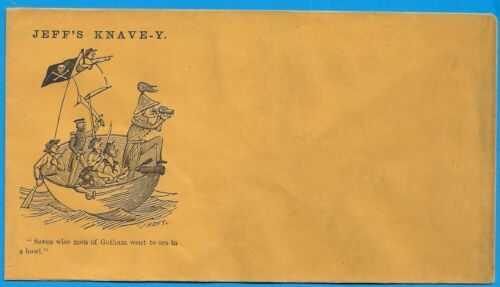 JEFF'S KNAVE-Y.
HOYT.
"Seven wise men of Gotham went to sea in
a bowl."